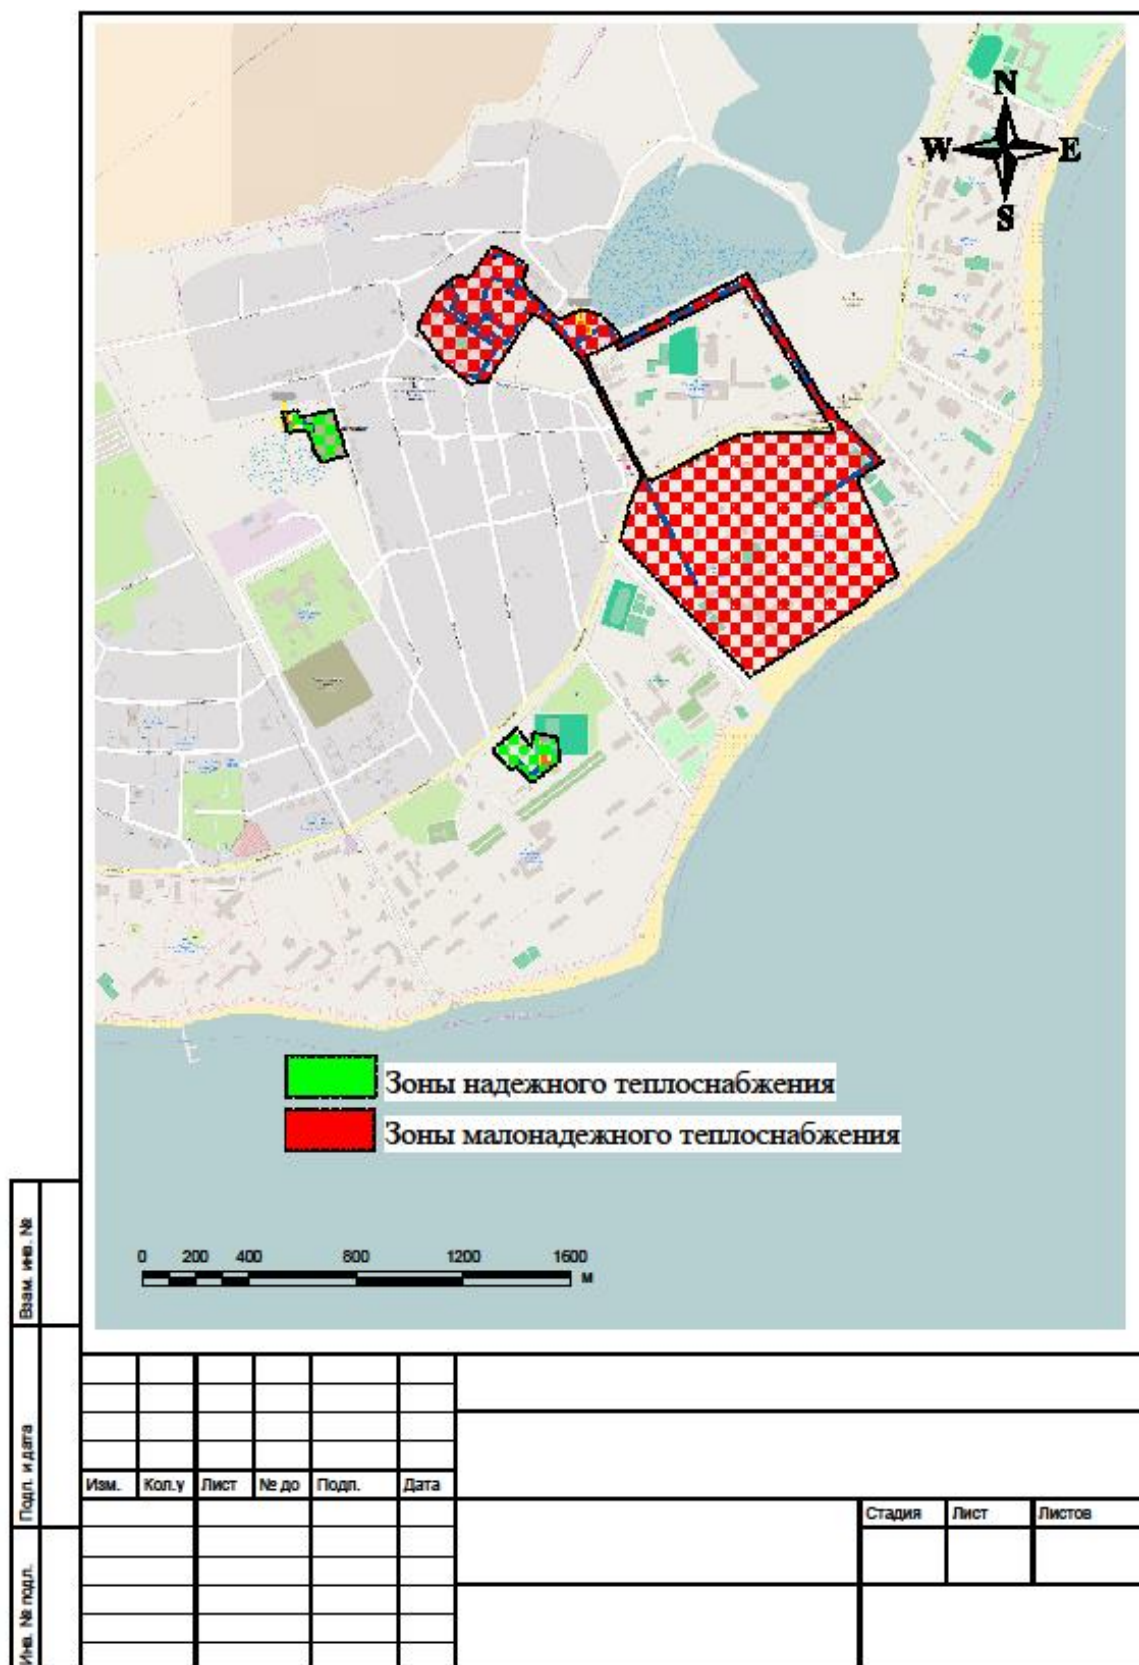 N
W E
S
Зоны надежного теплоснабжения
Зоны малонадежного теплоснабжения
0 200 400 800 1200 1600
м
Взам. инв. №
Подп. и дата
Инв. № подл.
Изм. Кол.у Лист № до Подп. Дата
Стадия Лист Листов